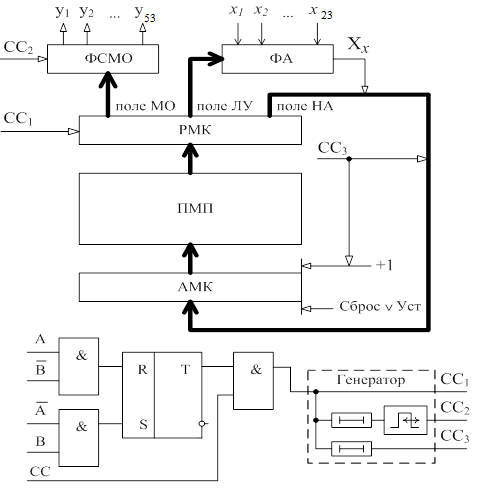 y1 y2 ... y53
x1 x2 ... x 23
CC2
ФСМО
ФА
Xx
поле МО
поле ЛУ
поле НА
CC1
РМК
CC3
ПМП
+1
АМК
Сброс ∨ Уст
A
B̅
&
R
T
&
Генератор
CC1
A̅
B
&
S
CC2
CC
CC3